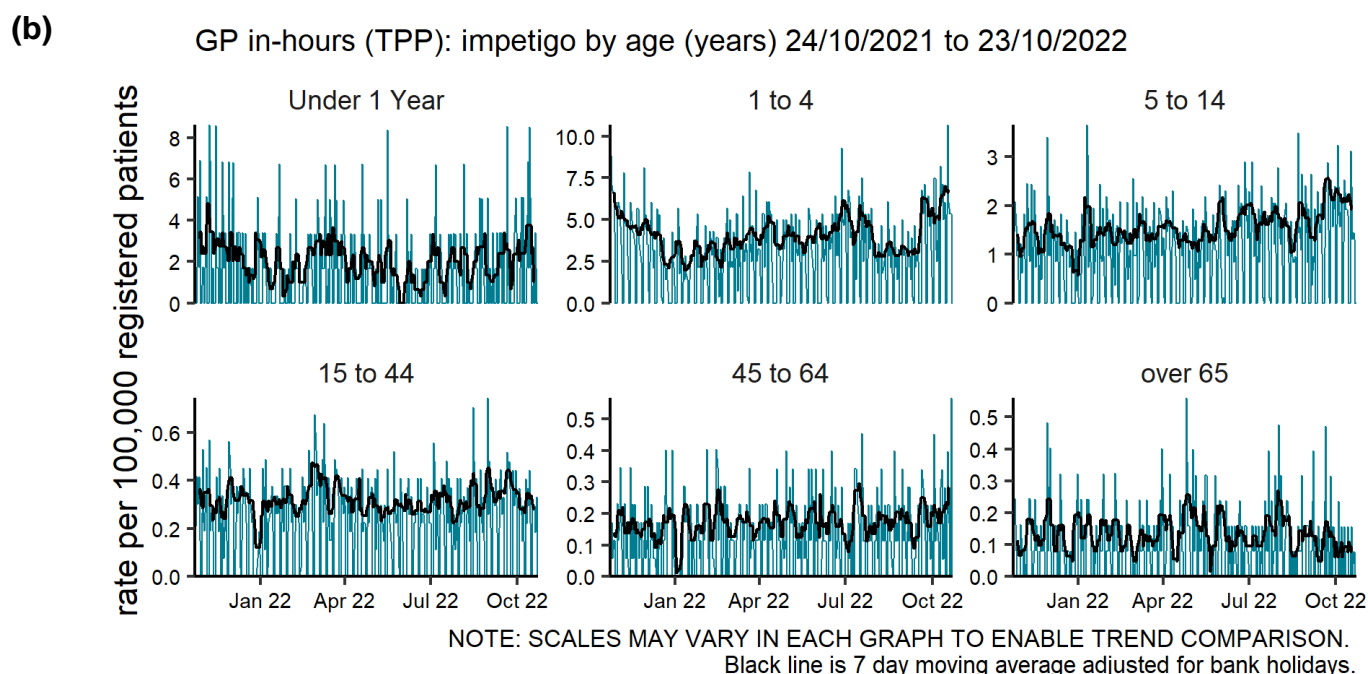 (b)
GP in-hours (TPP): impetigo by age (years) 24/10/2021 to 23/10/2022
rate per 100,000 registered patients
Under 1 Year
8
6
4
2
0
1 to 4
10.0
7.5
5.0
2.5
0.0
5 to 14
3
2
1
0
15 to 44
0.6
0.4
0.2
0.0
Jan 22 Apr 22 Jul 22 Oct 22
45 to 64
0.5
0.4
0.3
0.2
0.1
0.0
Jan 22 Apr 22 Jul 22 Oct 22
over 65
0.5
0.4
0.3
0.2
0.1
0.0
Jan 22 Apr 22 Jul 22 Oct 22
NOTE: SCALES MAY VARY IN EACH GRAPH TO ENABLE TREND COMPARISON.
Black line is 7 day moving average adjusted for bank holidays.